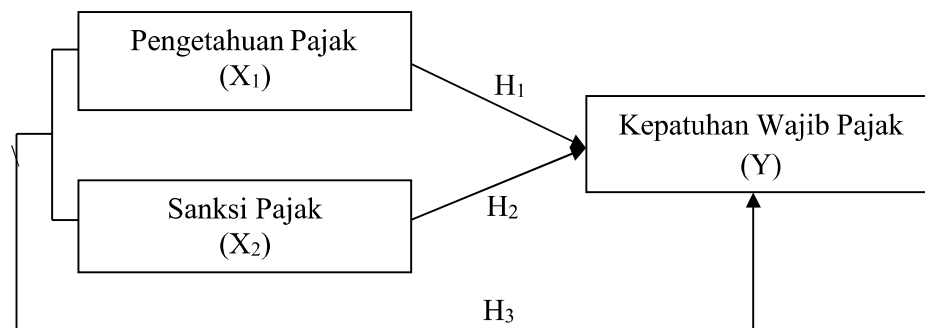 Pengetahuan Pajak
(X₁)
H₁
Kepatuhan Wajib Pajak
(Y)
Sanksi Pajak
(X₂)
H₂
H₃